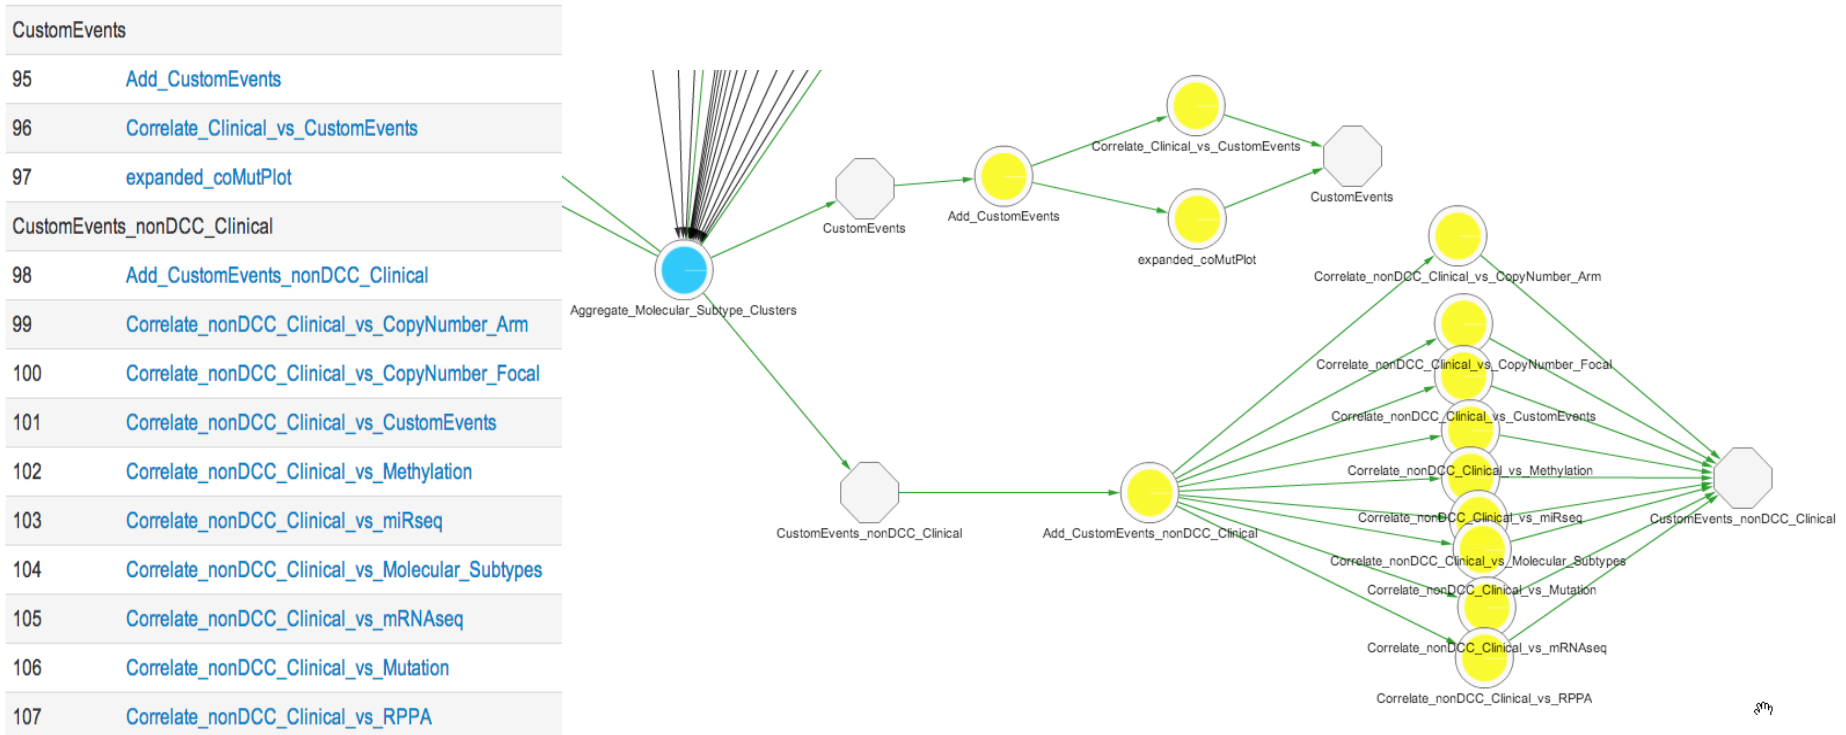 CustomEvents
95 Add_CustomEvents
96 Correlate_Clinical_vs_CustomEvents
97 expanded_coMutPlot
CustomEvents_nonDCC_Clinical
98 Add_CustomEvents_nonDCC_Clinical
99 Correlate_nonDCC_Clinical_vs_CopyNumber_Arm
100 Correlate_nonDCC_Clinical_vs_CopyNumber_Focal
101 Correlate_nonDCC_Clinical_vs_CustomEvents
102 Correlate_nonDCC_Clinical_vs_Methylation
103 Correlate_nonDCC_Clinical_vs_miRseq
104 Correlate_nonDCC_Clinical_vs_Molecular_Subtypes
105 Correlate_nonDCC_Clinical_vs_mRNAseq
106 Correlate_nonDCC_Clinical_vs_Mutation
107 Correlate_nonDCC_Clinical_vs_RPPA
Correlate_Clinical_vs_CustomEvents
CustomEvents
Add_CustomEvents
CustomEvents
expanded_coMutPlot
Correlate_nonDCC_Clinical_vs_CopyNumber_Arm
Aggregate_Molecular_Subtype_Clusters
Correlate_nonDCC_Clinical_vs_CopyNumber_Focal
Correlate_nonDCC_Clinical_vs_CustomEvents
Correlate_nonDCC_Clinical_vs_Methylation
Correlate_nonDCC_Clinical_vs_miRseq
CustomEvents_nonDCC_Clinical
CustomEvents_nonDCC_Clinical
Add_CustomEvents_nonDCC_Clinical
Correlate_nonDCC_Clinical_vs_Molecular_Subtypes
Correlate_nonDCC_Clinical_vs_Mutation
Correlate_nonDCC_Clinical_vs_mRNAseq
Correlate_nonDCC_Clinical_vs_RPPA